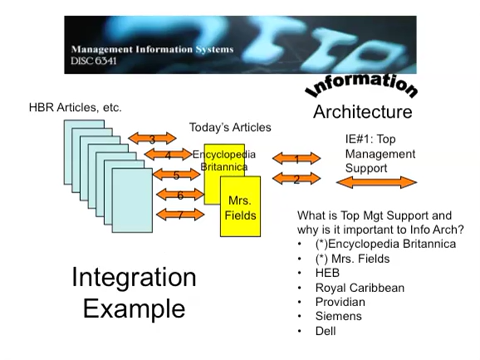 Management Information Systems
DISC 6341
Information
Architecture
HBR Articles, etc.
Today's Articles
3
4
5
6
7
Encyclopedia
Britannica
Mrs.
Fields
1
2
IE#1: Top
Management
Support
What is Top Mgt Support and
why is it important to Info Arch?
• (*)Encyclopedia Britannica
• (*) Mrs. Fields
• HEB
• Royal Caribbean
• Providian
• Siemens
• Dell
Integration
Example